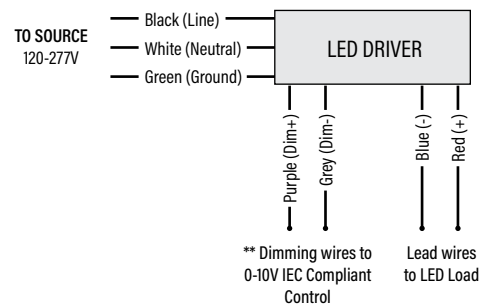 Black (Line)
TO SOURCE
120-277V
White (Neutral)
LED DRIVER
Green (Ground)
Purple (Dim+)
Grey (Dim-)
Blue (-)
Red (+)
** Dimming wires to
0-10V IEC Compliant
Control
Lead wires
to LED Load